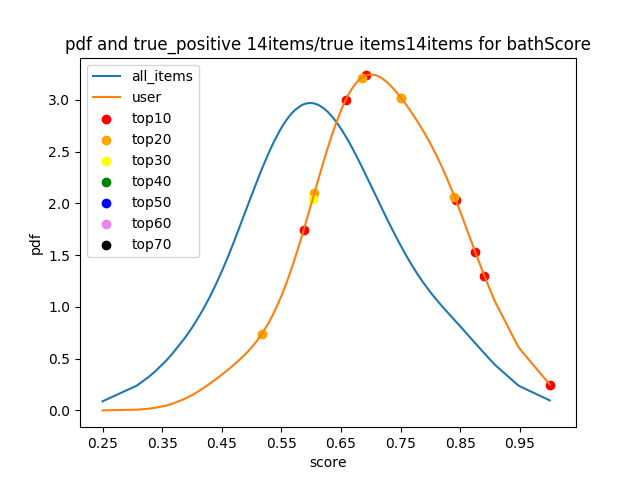 pdf and true_positive 14items/true items14items for bathScore
all_items
user
top10
top20
top30
top40
top50
top60
top70
pdf
3.0
2.5
2.0
1.5
1.0
0.5
0.0
0.25 0.35 0.45 0.55 0.65 0.75 0.85 0.95
score